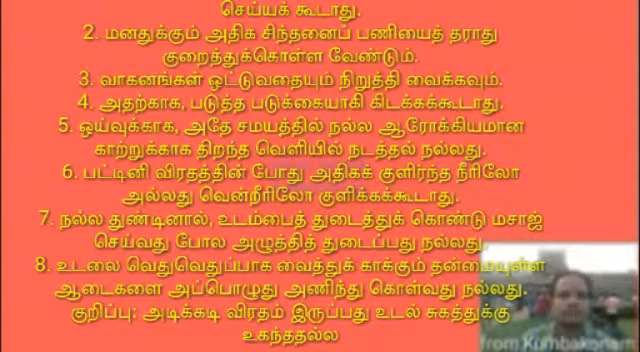 செய்யக் கூடாது.
2. மனதுக்கும் அதிக சிந்தனைப் பணியைத் தராது
குறைத்துக்கொள்ள வேண்டும்.
3. வாகனங்கள் ஒட்டுவதையும் நிறுத்தி வைக்கவும்.
4. அதற்காக, படுத்த படுக்கையாகி கிடக்கக்கூடாது.
5. ஒய்வுக்காக, அதே சமயத்தில் நல்ல ஆரோக்கியமான
காற்றுக்காக திறந்த வெளியில் நடத்தல் நல்லது.
6. பட்டினி விரதத்தின் போது அதிகக் குளிர்ந்த நீரிலோ
அல்லது வென்நீரிலோ குளிக்கக்கூடாது.
7. நல்ல துண்டினால், உடம்பைத் துடைத்துக் கொண்டு மசாஜ்
செய்வது போல அழுத்தித் துடைப்பது நல்லது.
8. உடலை வெதுவெதுப்பாக வைத்துக் காக்கும் தன்மையுள்ள
ஆடைகளை அப்பொழுது அணிந்து கொள்வது நல்லது.
குறிப்பு: அடிக்கடி விரதம் இருப்பது உடல் சுகத்துக்கு
உகந்ததல்ல
from Kumbakonam